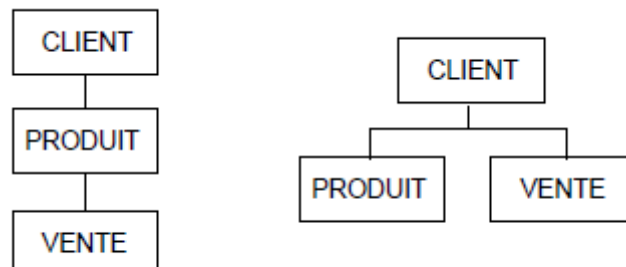 CLIENT
PRODUIT
VENTE
CLIENT
PRODUIT VENTE